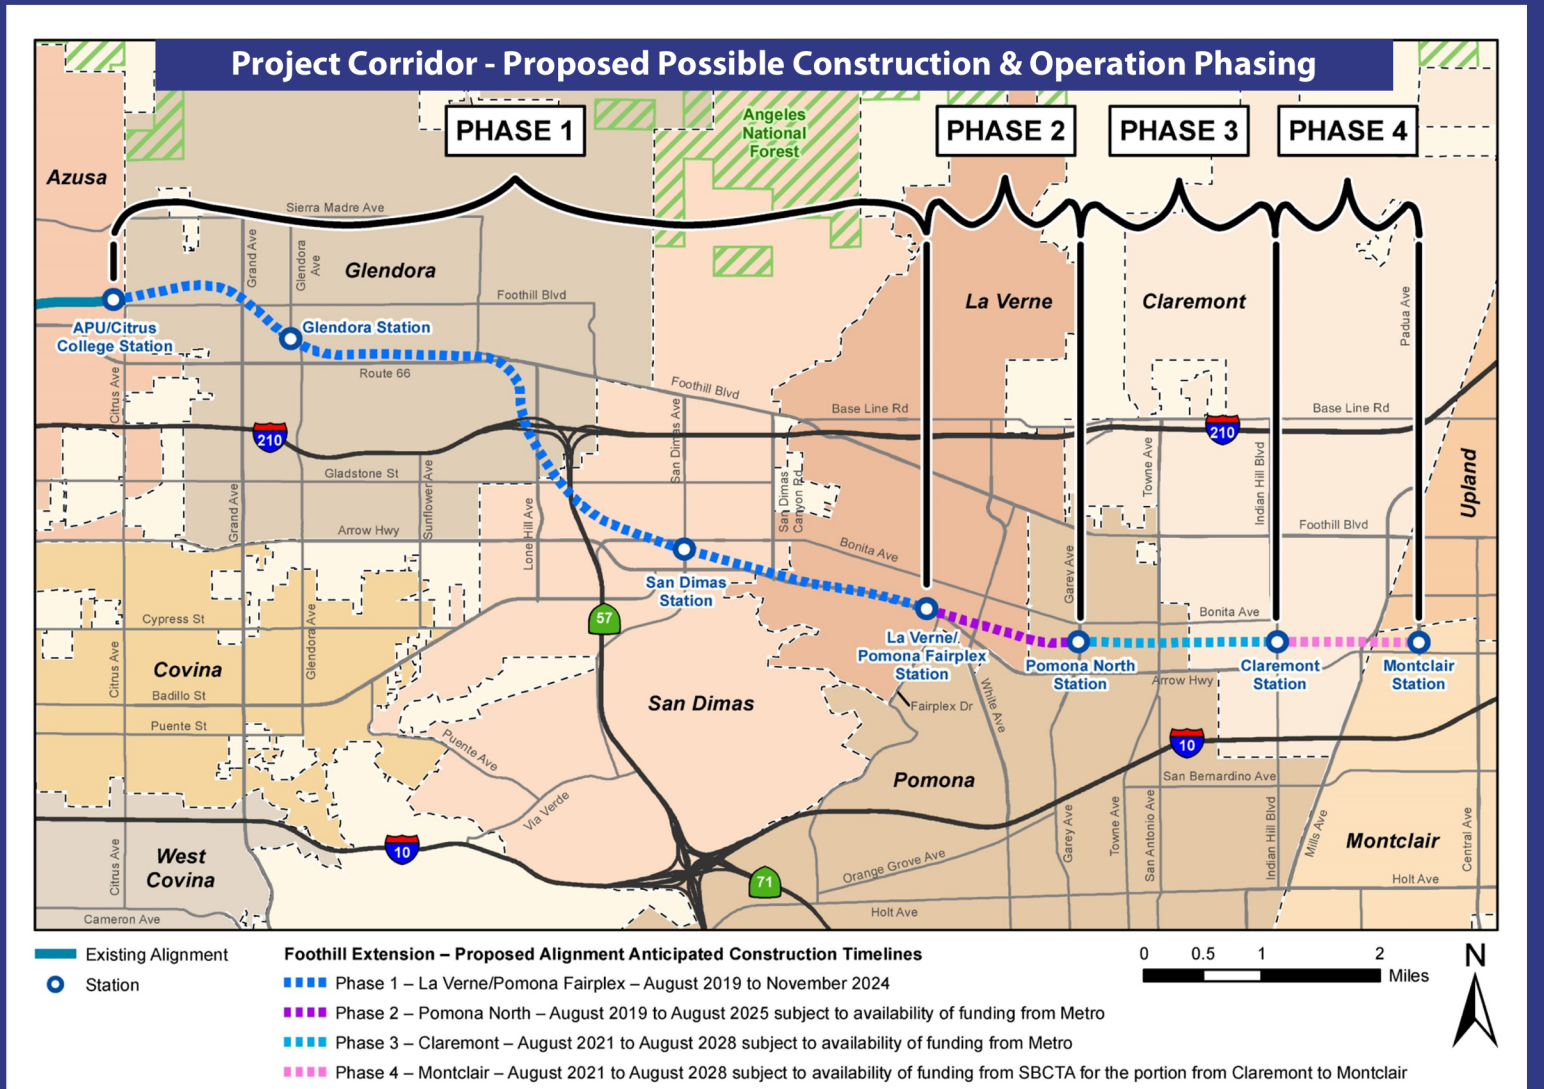 Project Corridor - Proposed Possible Construction & Operation Phasing
PHASE 1
PHASE 2
PHASE 3
PHASE 4
Angeles
National
Forest
Azusa
Sierra Madre Ave
Grand Ave
Glendora
Ave
Glendora
La Verne
Claremont
Padua Ave
Foothill Blvd
APU/Citrus
College Station
Glendora Station
Route 66
Citrus Ave
Foothill Blvd
Base Line Rd
Base Line Rd
210
210
San Dimas Ave
Gladstone St
Sunflower Ave
Grand Ave
Lone Hill Ave
San Dimas
Canyon Rd
Towne Ave
Indian Hill Blvd
Upland
Arrow Hwy
Foothill Blvd
Bonita Ave
Garey Ave
San Dimas
Station
Cypress St
57
Bonita Ave
Glendora Ave
La Verne/
Pomona Fairplex
Station
Pomona North
Station
Claremont
Station
Montclair
Station
Citrus Ave
Covina
Arrow Hwy
Badillo St
San Dimas
Fairplex Dr
White Ave
Puente St
Puente Ave
10
Pomona
San Bernardino Ave
Via Verde
Garey Ave
Towne Ave
San Antonio Ave
Indian Hill Blvd
Mills Ave
Montclair
Central Ave
10
West
Covina
Citrus Ave
Orange Grove Ave
71
Holt Ave
Holt Ave
Cameron Ave
Existing Alignment
Station
Foothill Extension – Proposed Alignment Anticipated Construction Timelines
Phase 1 – La Verne/Pomona Fairplex – August 2019 to November 2024
Phase 2 – Pomona North – August 2019 to August 2025 subject to availability of funding from Metro
Phase 3 – Claremont – August 2021 to August 2028 subject to availability of funding from Metro
Phase 4 – Montclair – August 2021 to August 2028 subject to availability of funding from SBCTA for the portion from Claremont to Montclair
0 0.5 1 2
Miles
N